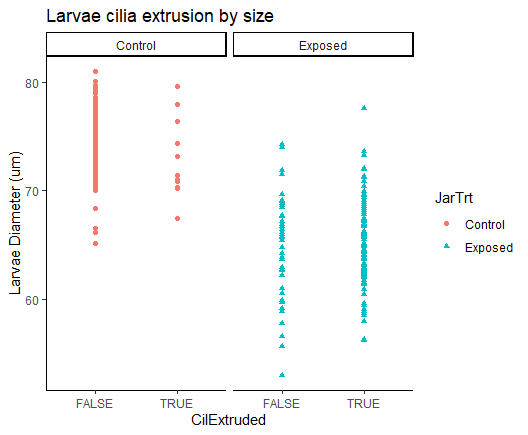 Larvae cilia extrusion by size
Control Exposed
80
70
60
Larvae Diameter (um)
FALSE TRUE FALSE TRUE
CilExtruded
JarTrt
Control
Exposed